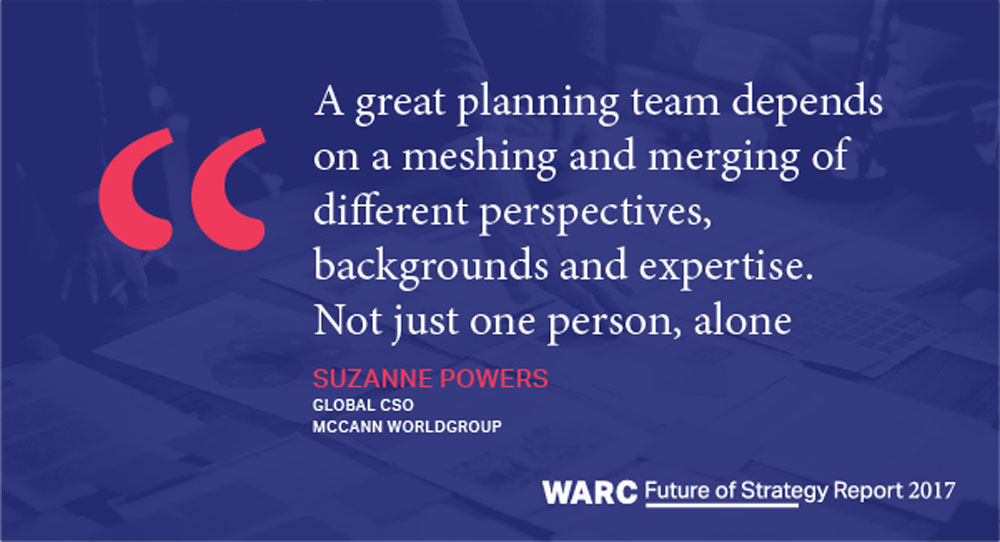 A great planning team depends
on a meshing and merging of
different perspectives,
backgrounds and expertise.
Not just one person, alone
SUZANNE POWERS
GLOBAL CSO
MCCANN WORLDGROUP
WARC Future of Strategy Report 2017